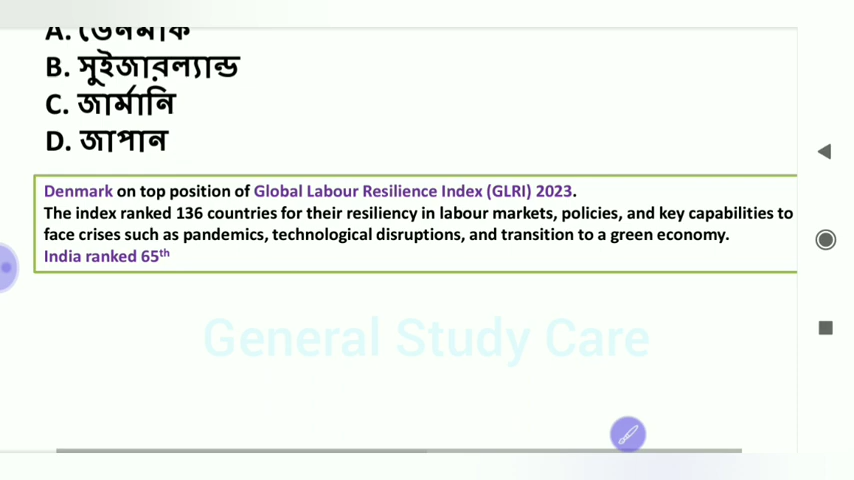 A. ডেনমার্ক
B. সুইজারল্যান্ড
C. জার্মানি
D. জাপান
Denmark on top position of Global Labour Resilience Index (GLRI) 2023.
The index ranked 136 countries for their resiliency in labour markets, policies, and key capabilities to
face crises such as pandemics, technological disruptions, and transition to a green economy.
India ranked 65th
General Study Care